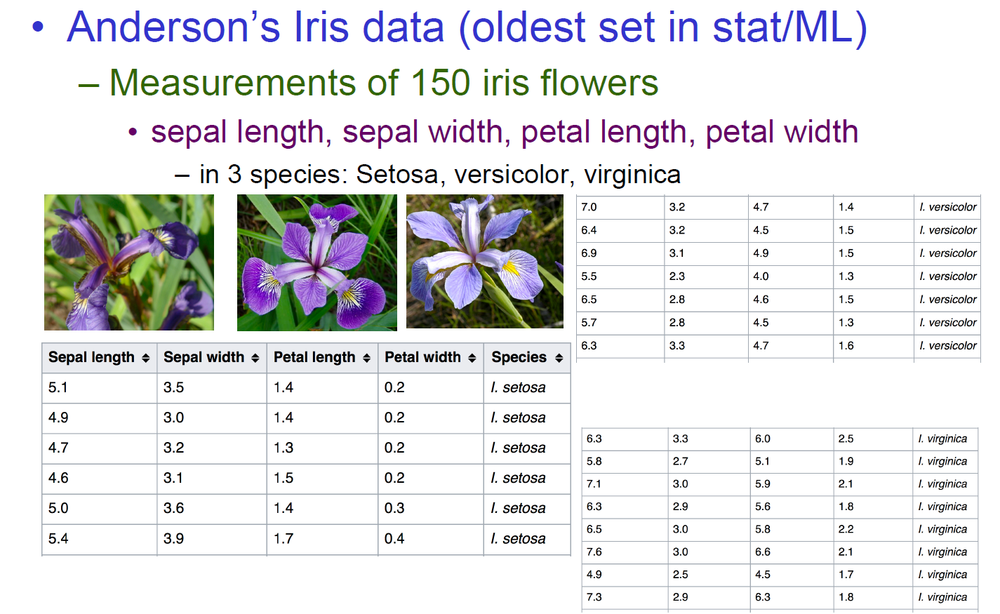 • Anderson’s Iris data (oldest set in stat/ML)
– Measurements of 150 iris flowers
• sepal length, sepal width, petal length, petal width
– in 3 species: Setosa, versicolor, virginica
7.0 3.2 4.7 1.4 I. versicolor
6.4 3.2 4.5 1.5 I. versicolor
6.9 3.1 4.9 1.5 I. versicolor
5.5 2.3 4.0 1.3 I. versicolor
6.5 2.8 4.6 1.5 I. versicolor
5.7 2.8 4.5 1.3 I. versicolor
6.3 3.3 4.7 1.6 I. versicolor
Sepal length Sepal width Petal length Petal width Species
5.1 3.5 1.4 0.2 I. setosa
4.9 3.0 1.4 0.2 I. setosa
4.7 3.2 1.3 0.2 I. setosa
4.6 3.1 1.5 0.2 I. setosa
5.0 3.6 1.4 0.3 I. setosa
5.4 3.9 1.7 0.4 I. setosa
6.3 3.3 6.0 2.5 I. virginica
5.8 2.7 5.1 1.9 I. virginica
7.1 3.0 5.9 2.1 I. virginica
6.3 2.9 5.6 1.8 I. virginica
6.5 3.0 5.8 2.2 I. virginica
7.6 3.0 6.6 2.1 I. virginica
4.9 2.5 4.5 1.7 I. virginica
7.3 2.9 6.3 1.8 I. virginica